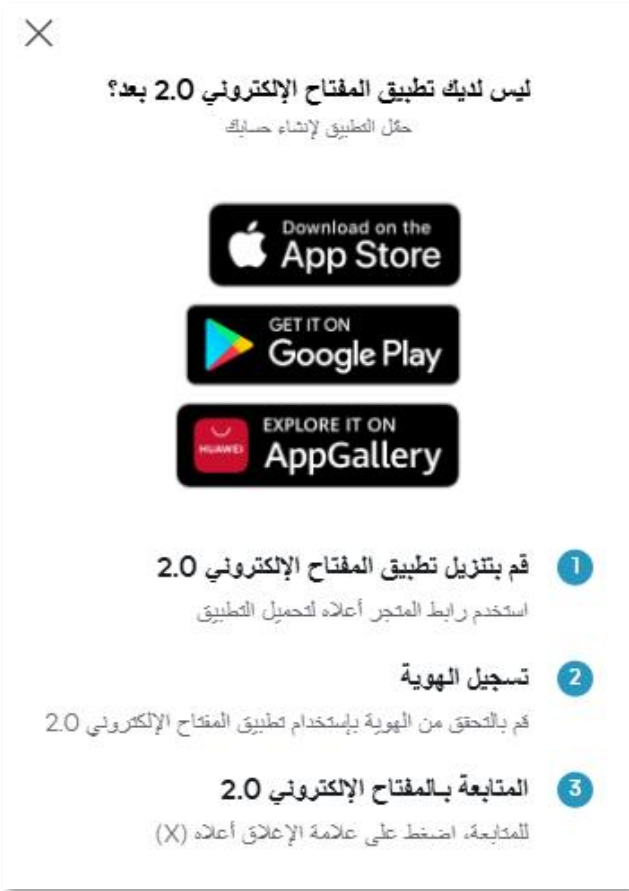 ليس لديك تطبيق المفتاح الإلكتروني 2.0 بعد؟
حمّل التطبيق لإنشاء حسابك
Download on the
App Store
GET IT ON
Google Play
HUAWEI
EXPLORE IT ON
AppGallery
1 قم بتنزيل تطبيق المفتاح الإلكتروني 2.0
استخدم رابط المتجر أعلاه لتحميل التطبيق
2 تسجيل الهوية
قم بالتحقق من الهوية بإستخدام تطبيق المفتاح الإلكتروني 2.0
3 المتابعة بـالمفتاح الإلكتروني 2.0
للمتابعة، اضغط على علامة الإغلاق أعلاه (X)